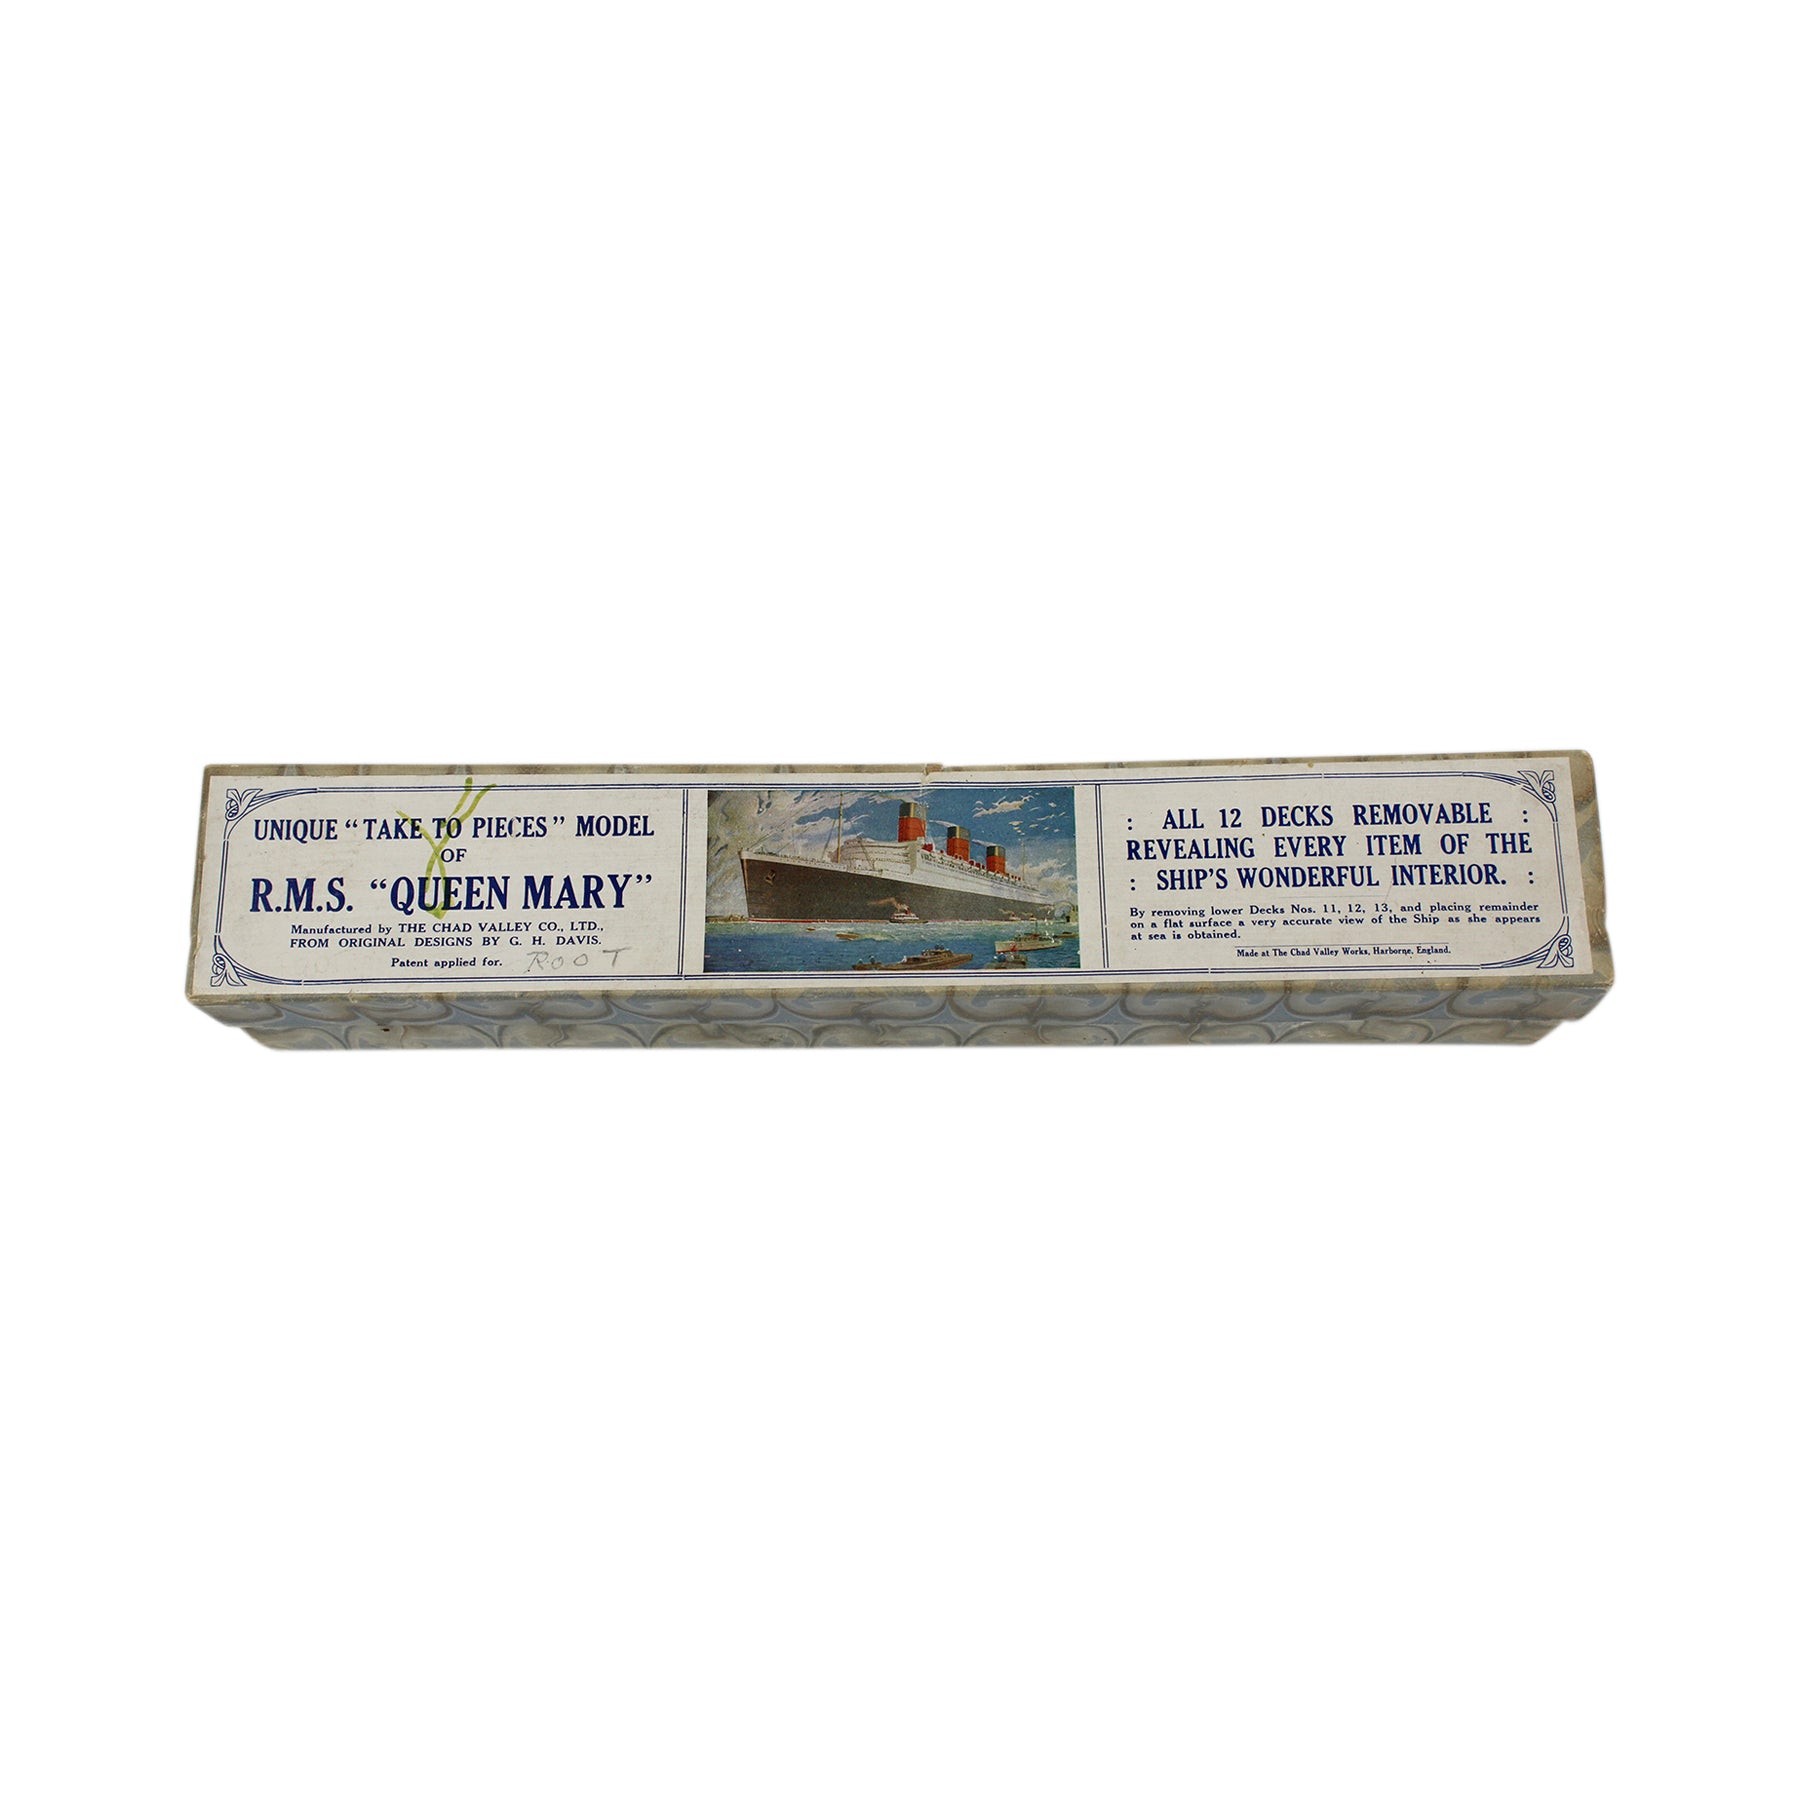 UNIQUE “TAKE TO PIECES” MODEL
OF
R.M.S. “QUEEN MARY”
Manufactured by THE CHAD VALLEY CO., LTD.,
FROM ORIGINAL DESIGNS BY G. H. DAVIS.
Patent applied for. ROOT
: ALL 12 DECKS REMOVABLE :
REVEALING EVERY ITEM OF THE
: SHIP'S WONDERFUL INTERIOR. :
By removing lower Decks Nos. 11, 12, 13, and placing remainder
on a flat surface a very accurate view of the Ship as she appears
at sea is obtained.
Made at The Chad Valley Works, Harborne, England.